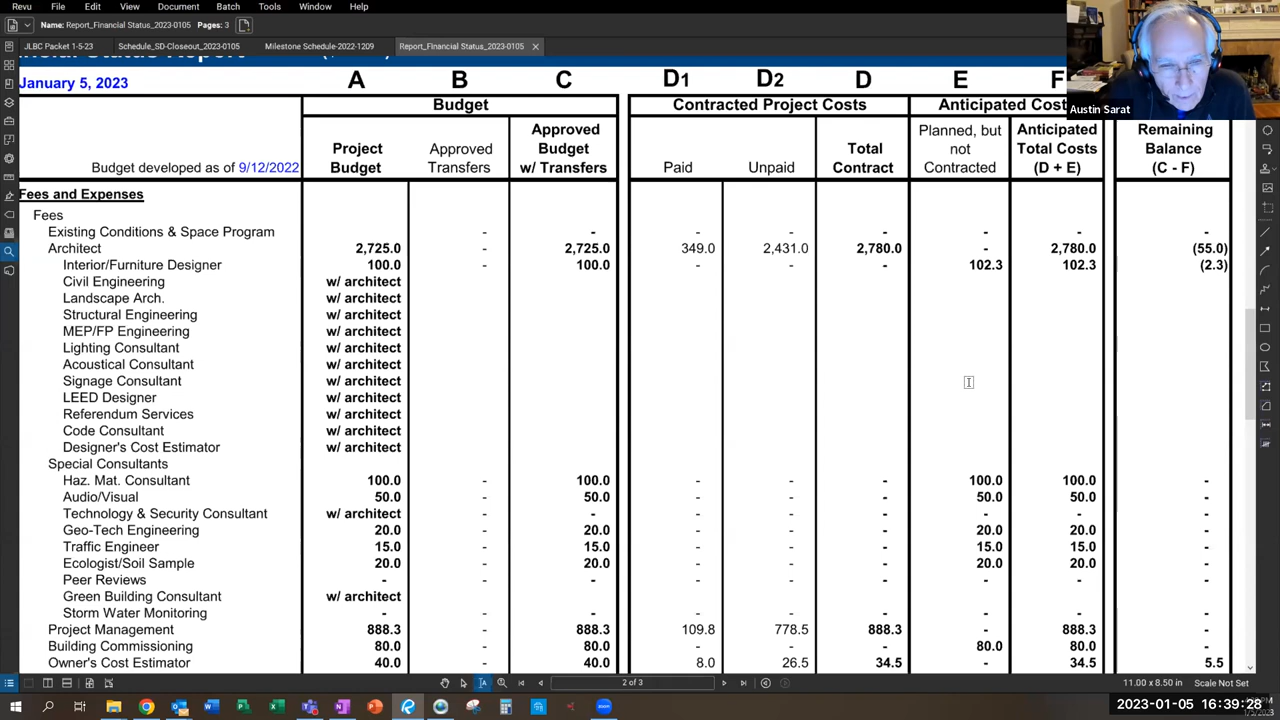 Revu File Edit View Document Batch Tools Window Help
Name: Report_Financial Status_2023-0105 Pages: 3
JLBC Packet 1-5-23 Schedule_SD-Closeout_2023-0105 Milestone Schedule-2022-1209 Report_Financial Status_2023-0105
January 5, 2023 A B C D1 D2 D E F
Budget Contracted Project Costs Anticipated Cost
Budget developed as of 9/12/2022 Project Budget Approved Transfers Approved Budget w/ Transfers Paid Unpaid Total Contract Planned, but not Contracted Anticipated Total Costs (D + E) Remaining Balance (C - F)
Fees and Expenses
Fees
Existing Conditions & Space Program - - - - - - - -
Architect 2,725.0 - 2,725.0 349.0 2,431.0 2,780.0 - 2,780.0 (55.0)
Interior/Furniture Designer 100.0 - 100.0 - - - 102.3 102.3 (2.3)
Civil Engineering w/ architect
Landscape Arch. w/ architect
Structural Engineering w/ architect
MEP/FP Engineering w/ architect
Lighting Consultant w/ architect
Acoustical Consultant w/ architect
Signage Consultant w/ architect
LEED Designer w/ architect
Referendum Services w/ architect
Code Consultant w/ architect
Designer's Cost Estimator w/ architect
Special Consultants
Haz. Mat. Consultant 100.0 - 100.0 - - - 100.0 100.0 -
Audio/Visual 50.0 - 50.0 - - - 50.0 50.0 -
Technology & Security Consultant w/ architect - - - - - - - -
Geo-Tech Engineering 20.0 - 20.0 - - - 20.0 20.0 -
Traffic Engineer 15.0 - 15.0 - - - 15.0 15.0 -
Ecologist/Soil Sample 20.0 - 20.0 - - - 20.0 20.0 -
Peer Reviews - - - - - - - - -
Green Building Consultant w/ architect
Storm Water Monitoring - - - - - - - - -
Project Management 888.3 - 888.3 109.8 778.5 888.3 - 888.3 -
Building Commissioning 80.0 - 80.0 - - - 80.0 80.0 -
Owner's Cost Estimator 40.0 - 40.0 8.0 26.5 34.5 - 34.5 5.5
Austin Sarat
2 of 3 11.00 x 8.50 in Scale Not Set
2023-01-05 16:39:28